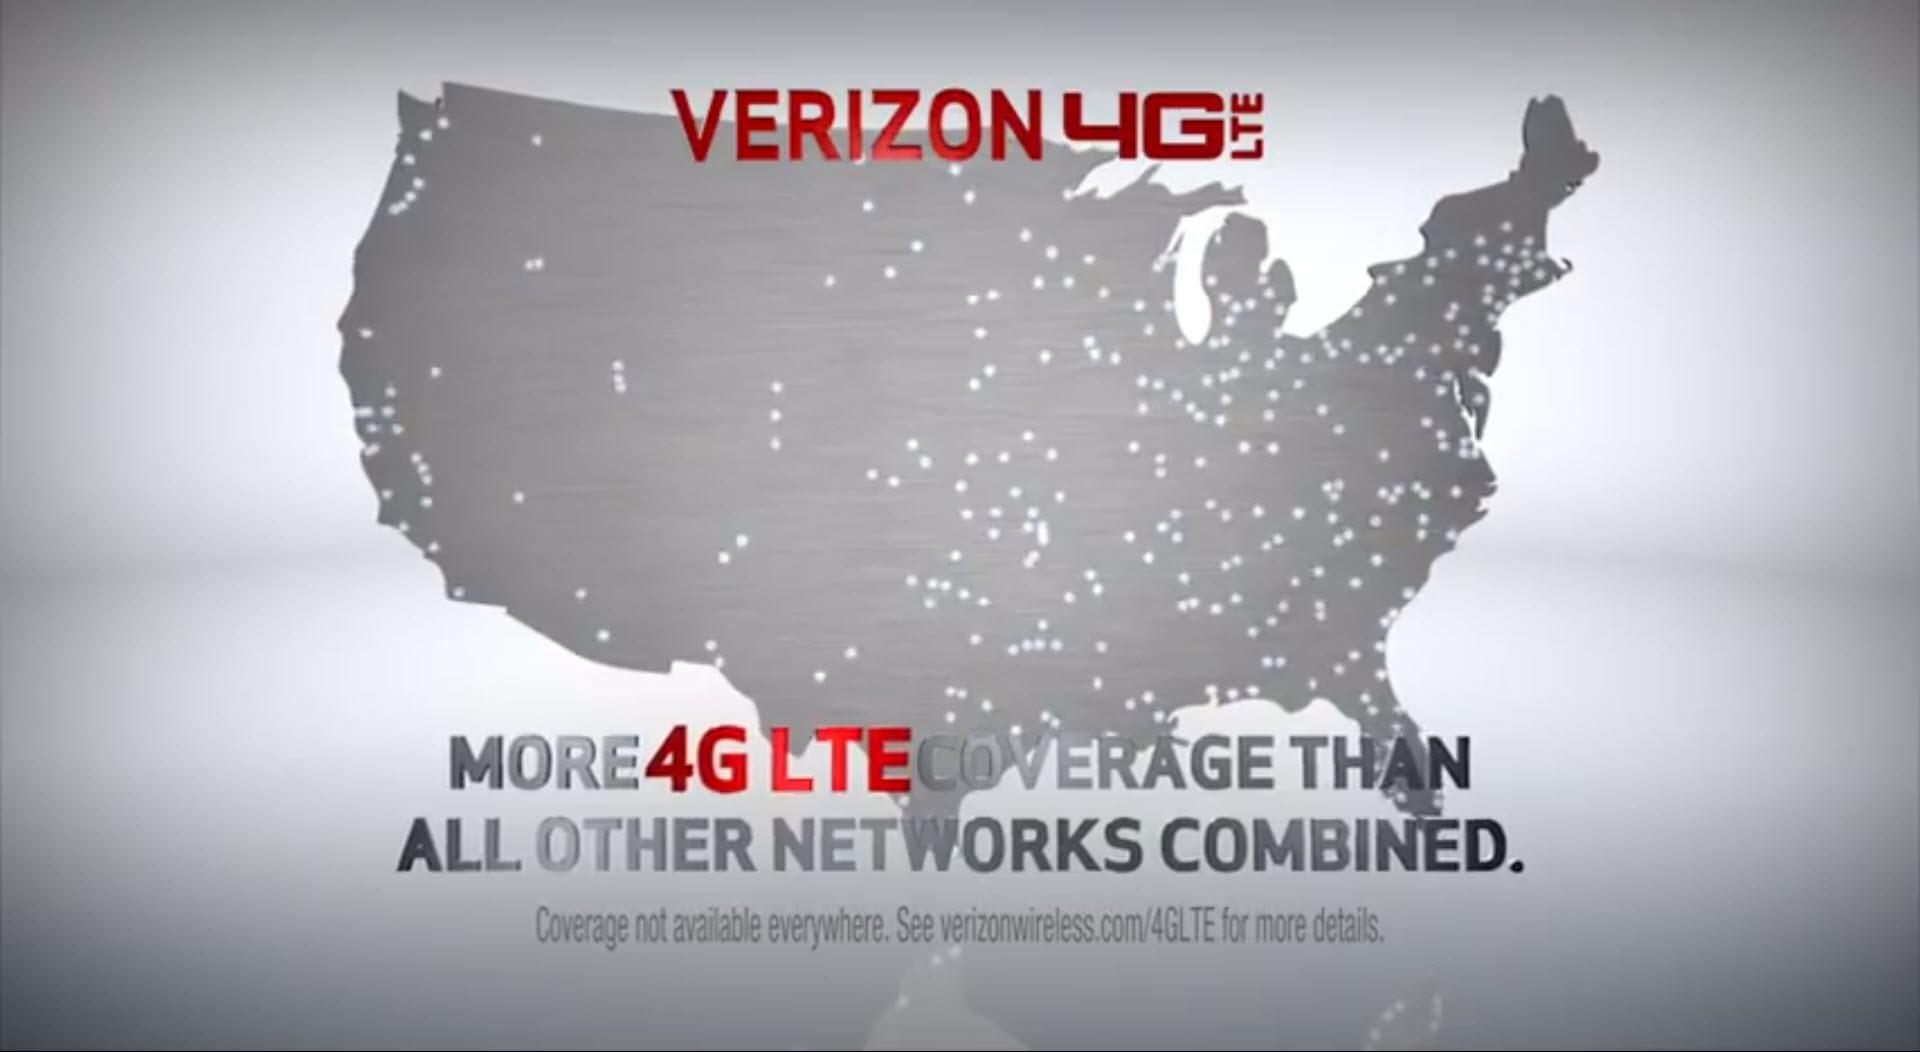 VERIZON 4G LTE
MORE 4G LTE COVERAGE THAN
ALL OTHER NETWORKS COMBINED.
Coverage not available everywhere. See verizonwireless.com/4GLTE for more details.